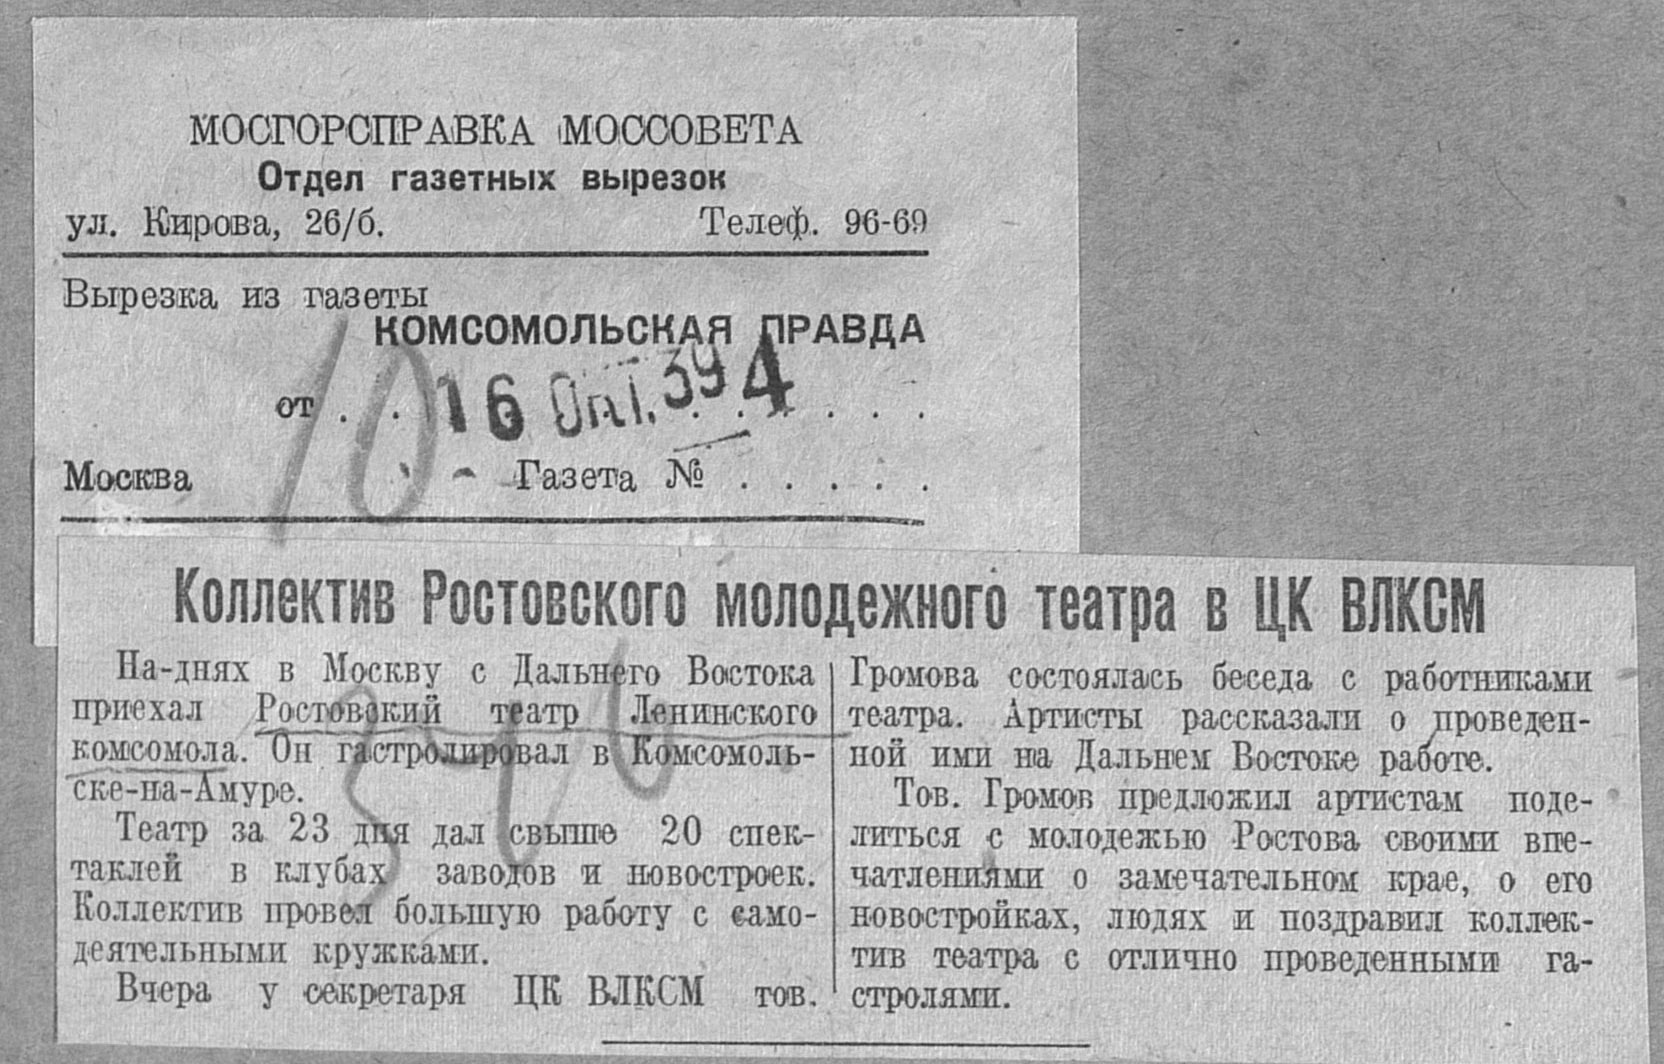 МОСГОРСПРАВКА МОССОВЕТА
Отдел газетных вырезок
ул. Кирова, 26/б. Телеф. 96-69
Вырезка из газеты
КОМСОМОЛЬСКАЯ ПРАВДА
от . . 16 ОКТ. 39 4 . . .
Москва Газета № . . . . .
10
Коллектив Ростовского молодежного театра в ЦК ВЛКСМ
На-днях в Москву с Дальнего Востока
приехал Ростовский театр Ленинского
комсомола. Он гастролировал в Комсомоль-
ске-на-Амуре.
Театр за 23 дня дал свыше 20 спек-
таклей в клубах заводов и новостроек.
Коллектив провел большую работу с само-
деятельными кружками.
Вчера у секретаря ЦК ВЛКСМ тов.
Громова состоялась беседа с работниками
театра. Артисты рассказали о проведен-
ной ими на Дальнем Востоке работе.
Тов. Громов предложил артистам поде-
литься с молодежью Ростова своими впе-
чатлениями о замечательном крае, о его
новостройках, людях и поздравил коллек-
тив театра с отлично проведенными га-
стролями.